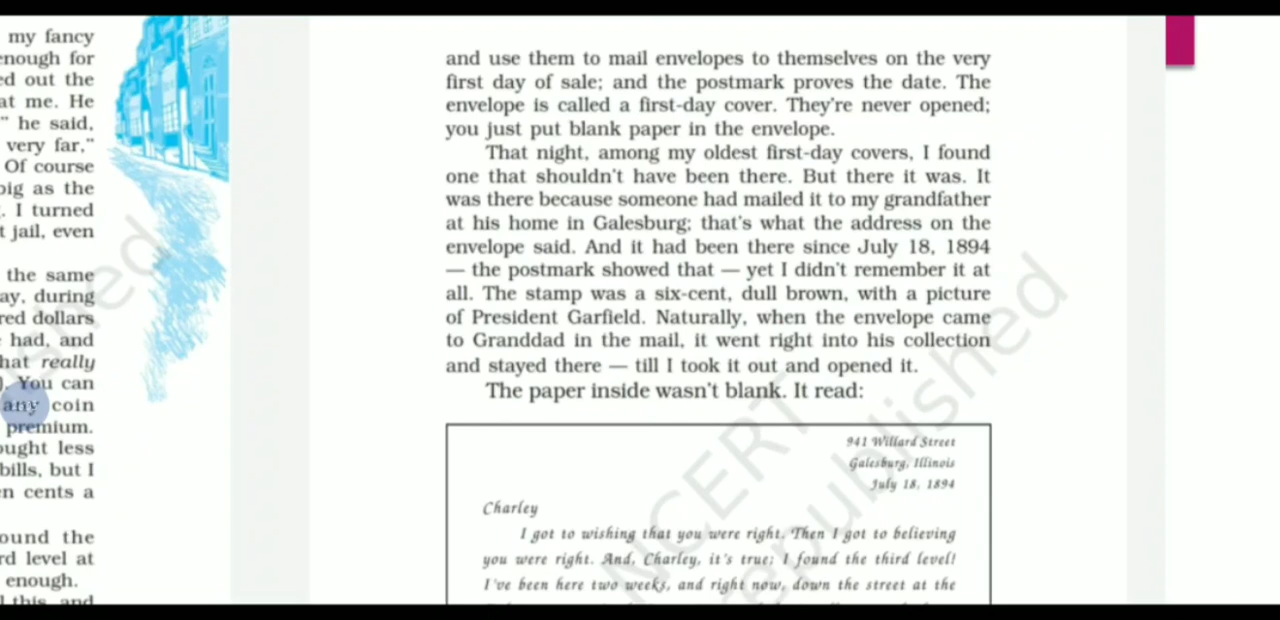 my fancy
enough for
ed out the
at me. He
" he said,
very far,"
Of course
big as the
. I turned
t jail, even
the same
ay, during
red dollars
had, and
hat really
). You can
any coin
premium.
ought less
bills, but I
n cents a
ound the
rd level at
enough.
l this, and
and use them to mail envelopes to themselves on the very
first day of sale; and the postmark proves the date. The
envelope is called a first-day cover. They're never opened;
you just put blank paper in the envelope.
That night, among my oldest first-day covers, I found
one that shouldn't have been there. But there it was. It
was there because someone had mailed it to my grandfather
at his home in Galesburg; that's what the address on the
envelope said. And it had been there since July 18, 1894
— the postmark showed that — yet I didn't remember it at
all. The stamp was a six-cent, dull brown, with a picture
of President Garfield. Naturally, when the envelope came
to Granddad in the mail, it went right into his collection
and stayed there — till I took it out and opened it.
The paper inside wasn't blank. It read:
941 Willard Street
Galesburg, Illinois
July 18, 1894
Charley
I got to wishing that you were right. Then I got to believing
you were right. And, Charley, it's true; I found the third level!
I've been here two weeks, and right now, down the street at the
shed
NCERT
republished